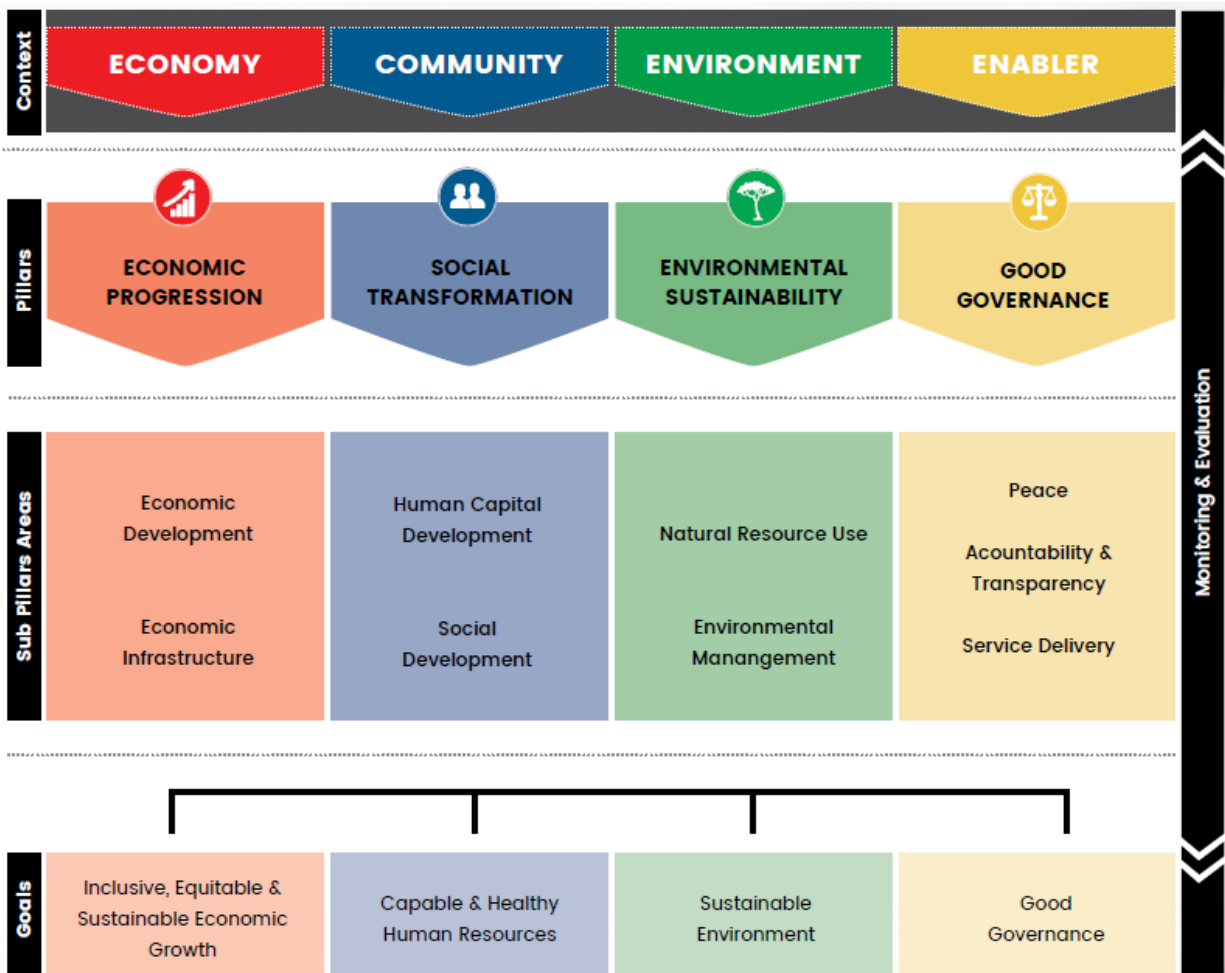 Context
ECONOMY
COMMUNITY
ENVIRONMENT
ENABLER
Pillars
ECONOMIC
PROGRESSION
SOCIAL
TRANSFORMATION
ENVIRONMENTAL
SUSTAINABILITY
GOOD
GOVERNANCE
Sub Pillars Areas
Economic
Development
Economic
Infrastructure
Human Capital
Development
Social
Development
Natural Resource Use
Environmental
Manangement
Peace
Acountability &
Transparency
Service Delivery
Goals
Inclusive, Equitable &
Sustainable Economic
Growth
Capable & Healthy
Human Resources
Sustainable
Environment
Good
Governance
Monitoring & Evaluation